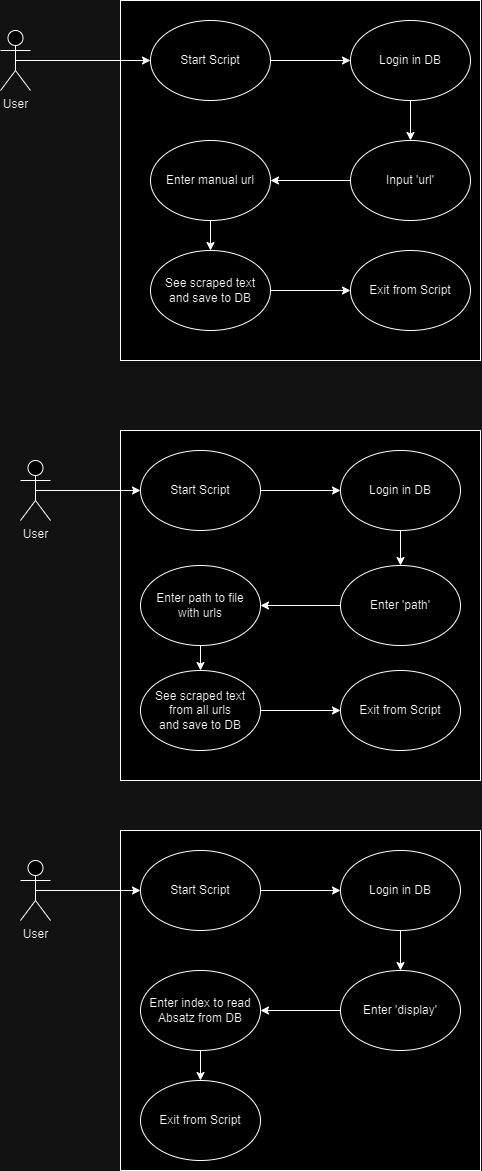 User
Start Script
Login in DB
Enter manual url
Input 'url'
See scraped text
and save to DB
Exit from Script
User
Start Script
Login in DB
Enter path to file
with urls
Enter 'path'
See scraped text
from all urls
and save to DB
Exit from Script
User
Start Script
Login in DB
Enter index to read
Absatz from DB
Enter 'display'
Exit from Script